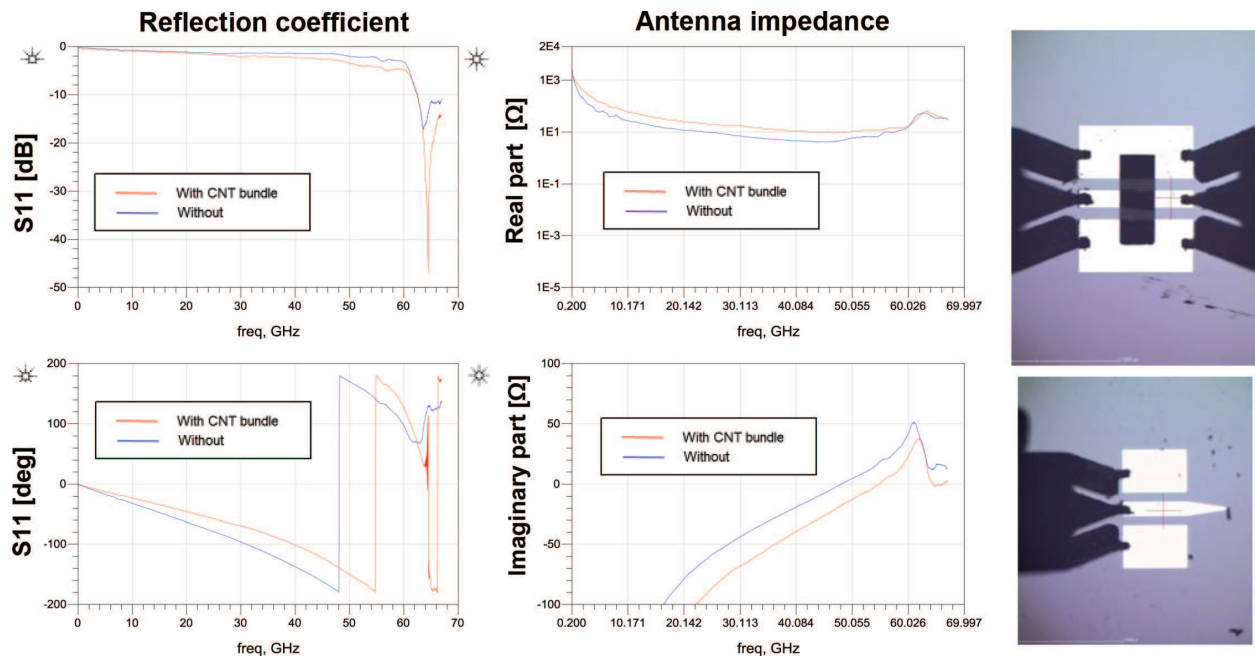 Reflection coefficient
0
-10
-20
-30
-40
-50
S11 [dB]
With CNT bundle
Without
0 10 20 30 40 50 60 70
freq, GHz
Antenna impedance
2E4
1E3
1E1
1E-1
1E-3
1E-5
Real part [Ω]
With CNT bundle
Without
0.200 10.171 20.142 30.113 40.084 50.055 60.026 69.997
freq, GHz
200
100
0
-100
-200
S11 [deg]
With CNT bundle
Without
0 10 20 30 40 50 60 70
freq, GHz
100
50
0
-50
-100
Imaginary part [Ω]
With CNT bundle
Without
0.200 10.171 20.142 30.113 40.084 50.055 60.026 69.997
freq, GHz